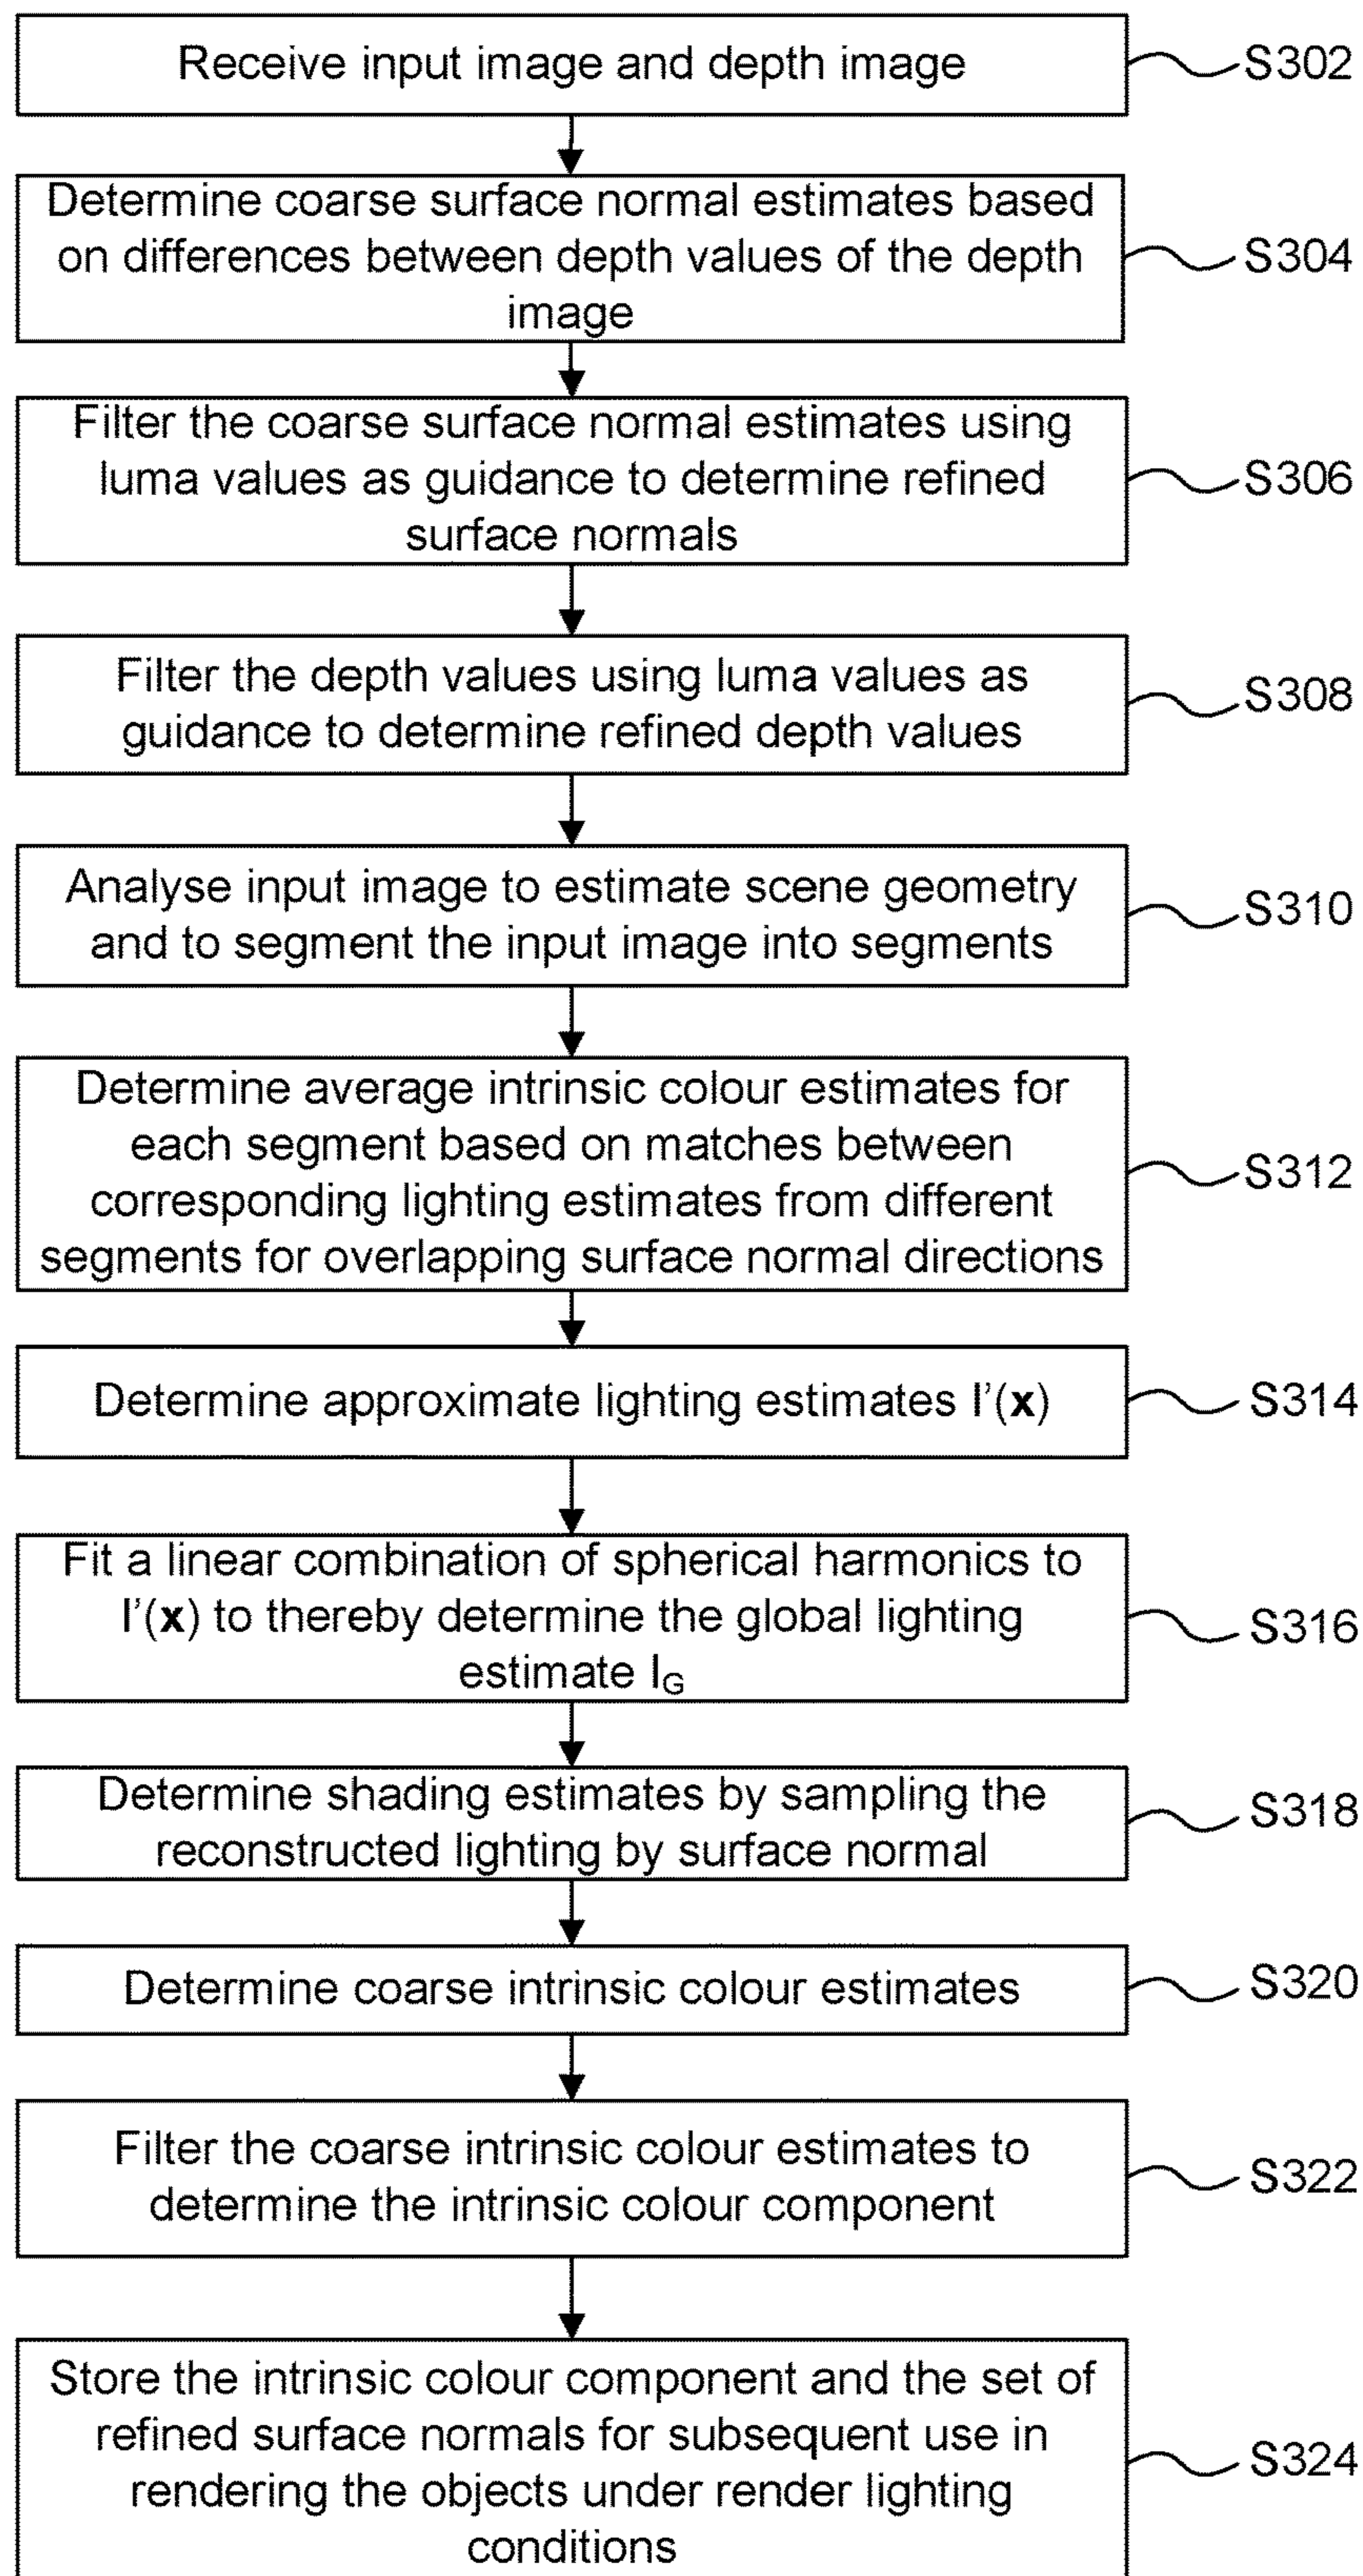 Receive input image and depth image
S302
Determine coarse surface normal estimates based
on differences between depth values of the depth
image
S304
Filter the coarse surface normal estimates using
luma values as guidance to determine refined
surface normals
S306
Filter the depth values using luma values as
guidance to determine refined depth values
S308
Analyse input image to estimate scene geometry
and to segment the input image into segments
S310
Determine average intrinsic colour estimates for
each segment based on matches between
corresponding lighting estimates from different
segments for overlapping surface normal directions
S312
Determine approximate lighting estimates I'(x)
S314
Fit a linear combination of spherical harmonics to
I'(x) to thereby determine the global lighting
estimate I_G
S316
Determine shading estimates by sampling the
reconstructed lighting by surface normal
S318
Determine coarse intrinsic colour estimates
S320
Filter the coarse intrinsic colour estimates to
determine the intrinsic colour component
S322
Store the intrinsic colour component and the set of
refined surface normals for subsequent use in
rendering the objects under render lighting
conditions
S324